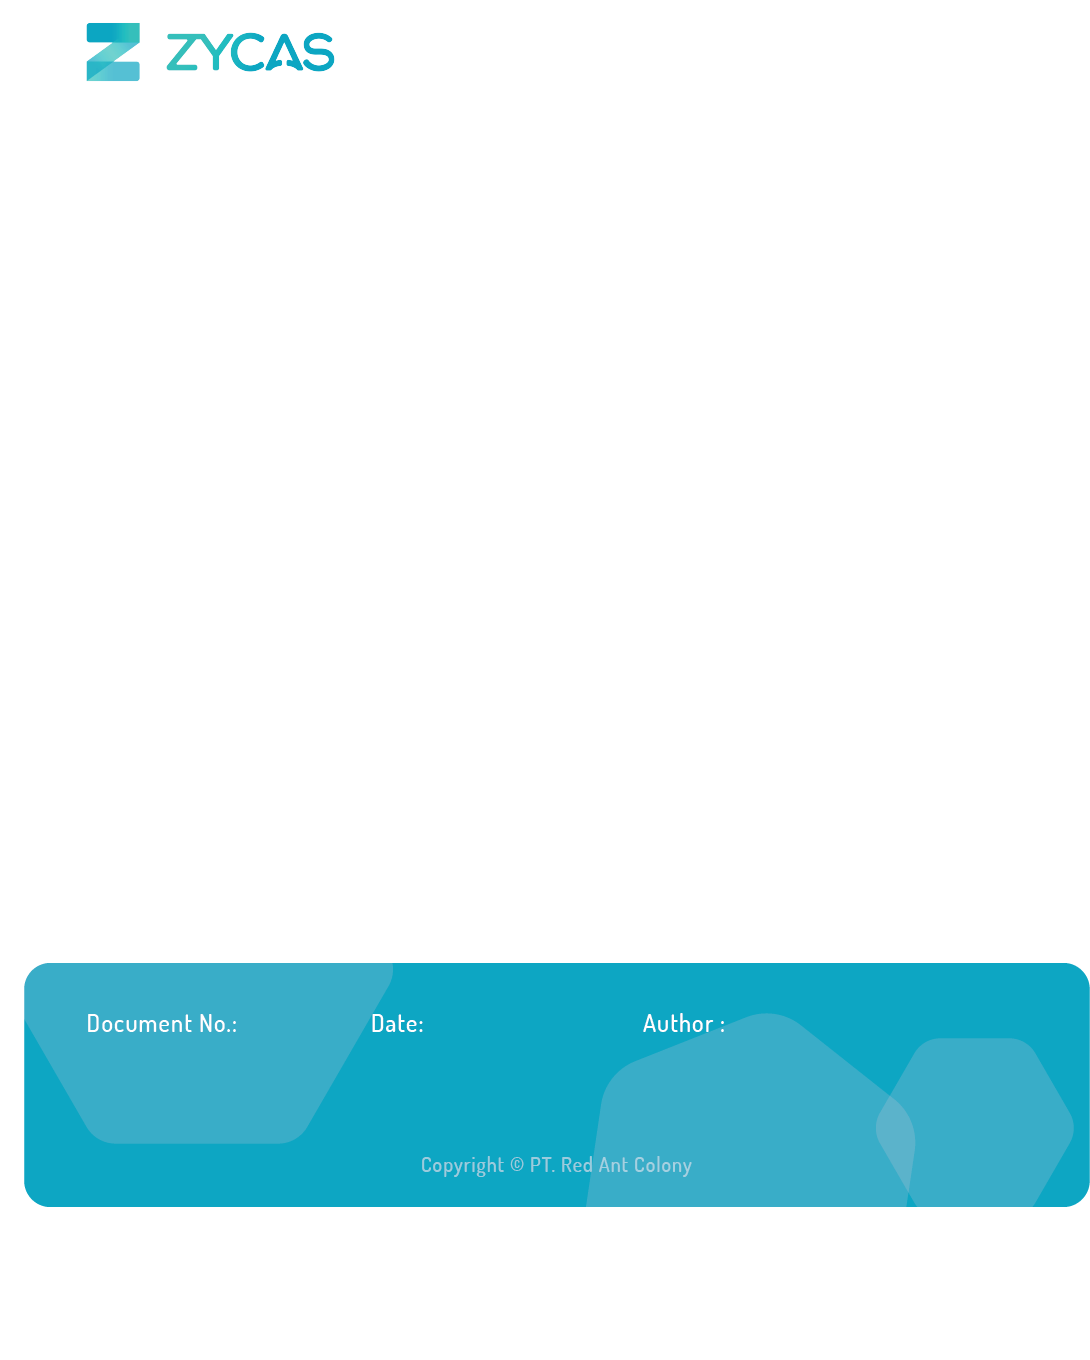 ZYCAS
Document No.: Date: Author :
Copyright © PT. Red Ant Colony